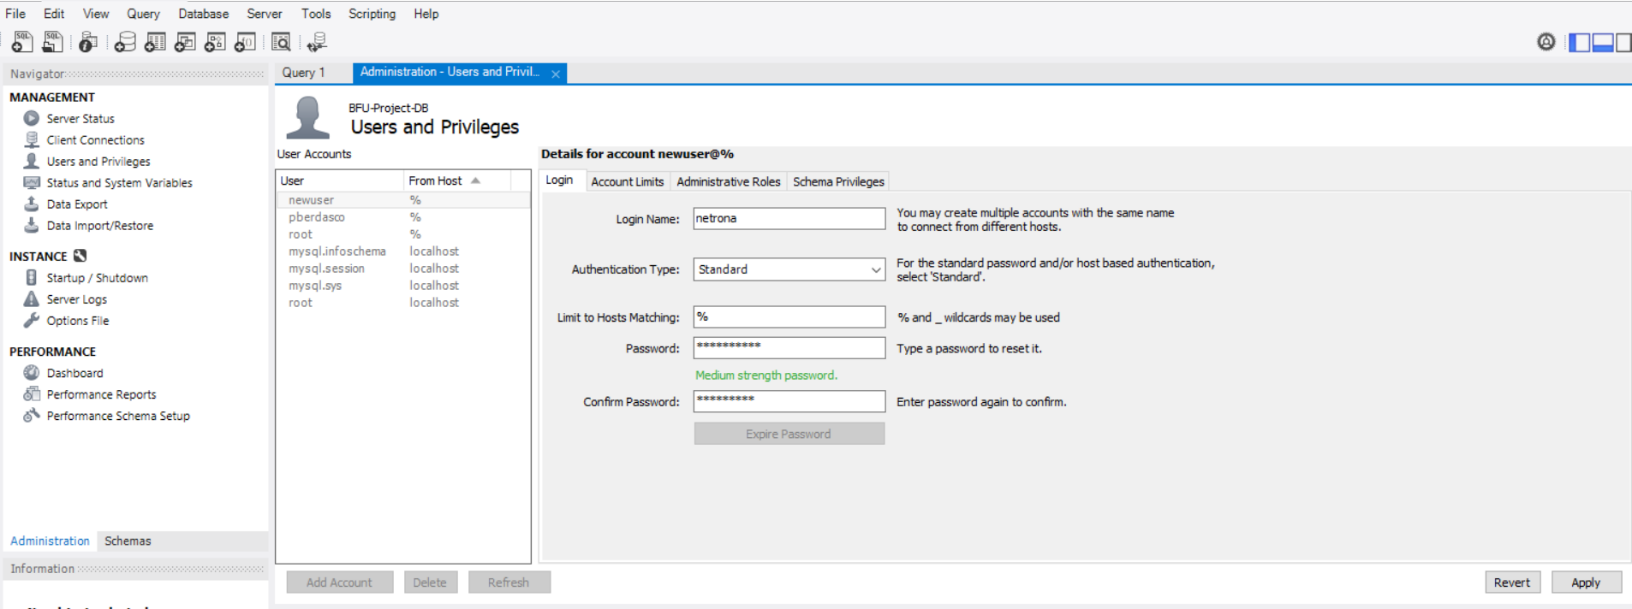 File Edit View Query Database Server Tools Scripting Help
Navigator
MANAGEMENT
Server Status
Client Connections
Users and Privileges
Status and System Variables
Data Export
Data Import/Restore
INSTANCE
Startup / Shutdown
Server Logs
Options File
PERFORMANCE
Dashboard
Performance Reports
Performance Schema Setup
Administration Schemas
Information
Query 1 Administration - Users and Privil...
BFU-Project-DB
Users and Privileges
User Accounts
User From Host
newuser %
pberdasco %
root %
mysql.infoschema localhost
mysql.session localhost
mysql.sys localhost
root localhost
Add Account Delete Refresh
Details for account newuser@%
Login Account Limits Administrative Roles Schema Privileges
Login Name: netrona You may create multiple accounts with the same name
to connect from different hosts.
Authentication Type: Standard For the standard password and/or host based authentication,
select 'Standard'.
Limit to Hosts Matching: % % and _ wildcards may be used
Password: ********** Type a password to reset it.
Medium strength password.
Confirm Password: ********* Enter password again to confirm.
Expire Password
Revert Apply